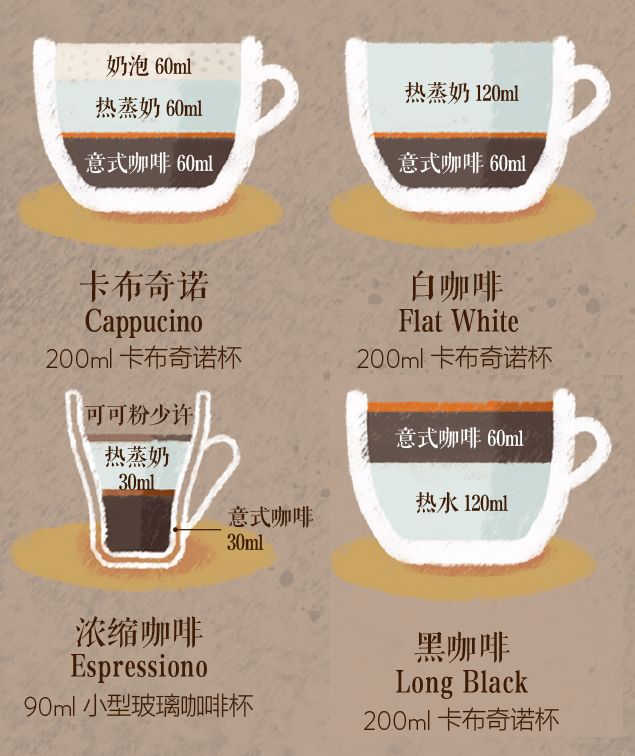 奶泡 60ml
热蒸奶 60ml
意式咖啡 60ml
卡布奇诺
Cappucino
200ml 卡布奇诺杯
热蒸奶 120ml
意式咖啡 60ml
白咖啡
Flat White
200ml 卡布奇诺杯
可可粉少许
热蒸奶
30ml
意式咖啡
30ml
浓缩咖啡
Espressiono
90ml 小型玻璃咖啡杯
意式咖啡 60ml
热水 120ml
黑咖啡
Long Black
200ml 卡布奇诺杯